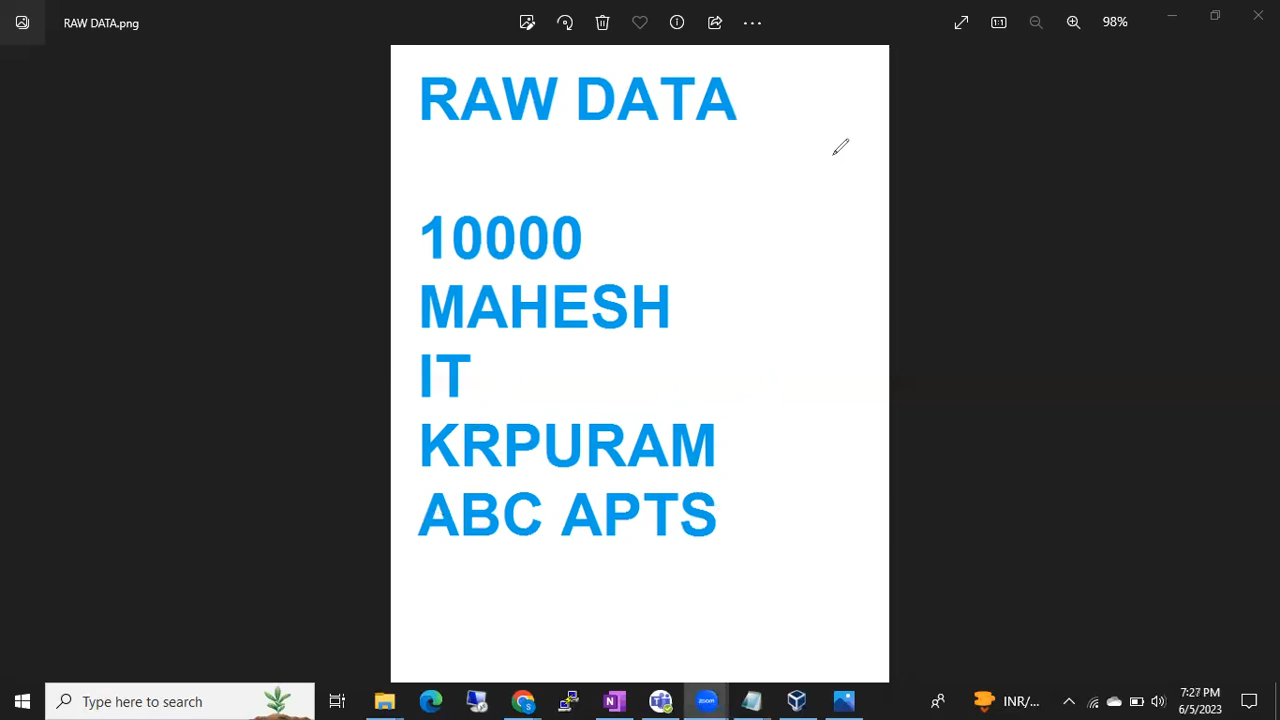 RAW DATA.png
98%
RAW DATA
10000
MAHESH
IT
KRPURAM
ABC APTS
Type here to search
zoom
INR/...
7:27 PM
6/5/2023